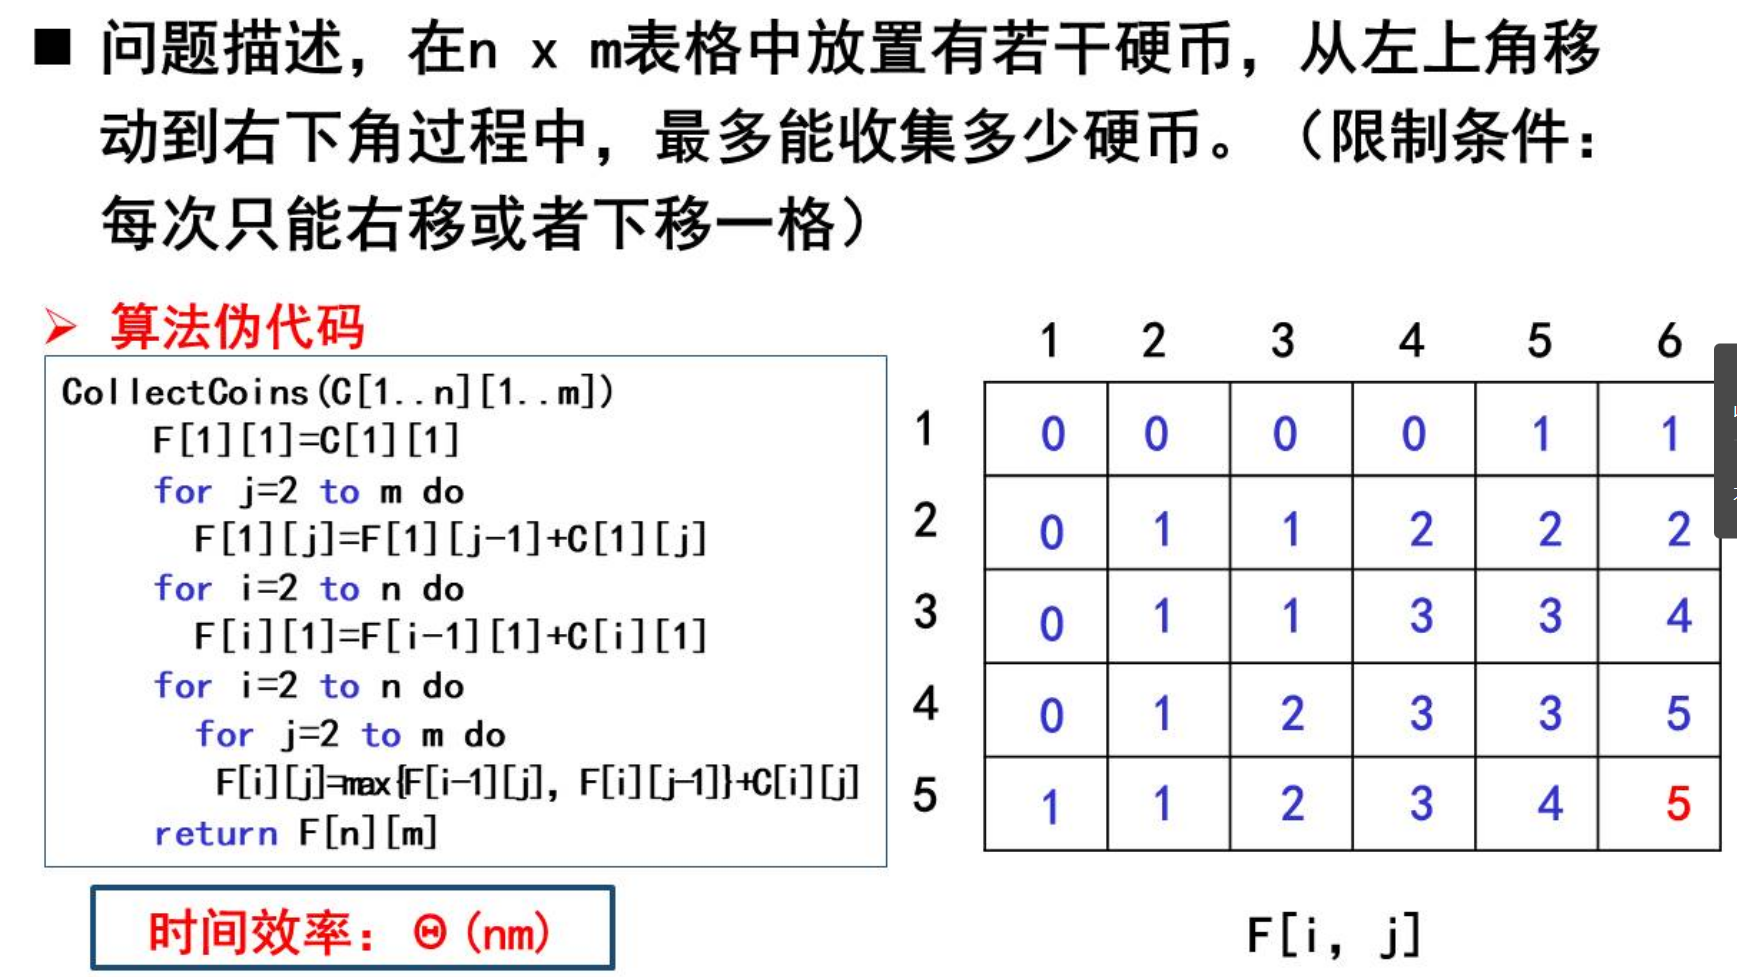 ■ 问题描述，在n x m表格中放置有若干硬币，从左上角移
动到右下角过程中，最多能收集多少硬币。（限制条件：
每次只能右移或者下移一格）
➢ 算法伪代码
CollectCoins(C[1..n][1..m])
F[1][1]=C[1][1]
for j=2 to m do
F[1][j]=F[1][j-1]+C[1][j]
for i=2 to n do
F[i][1]=F[i-1][1]+C[i][1]
for i=2 to n do
for j=2 to m do
F[i][j]=max{F[i-1][j], F[i][j-1]}+C[i][j]
return F[n][m]
时间效率：Θ(nm)
1 2 3 4 5 6
1 0 0 0 0 1 1
2 0 1 1 2 2 2
3 0 1 1 3 3 4
4 0 1 2 3 3 5
5 1 1 2 3 4 5
F[i, j]